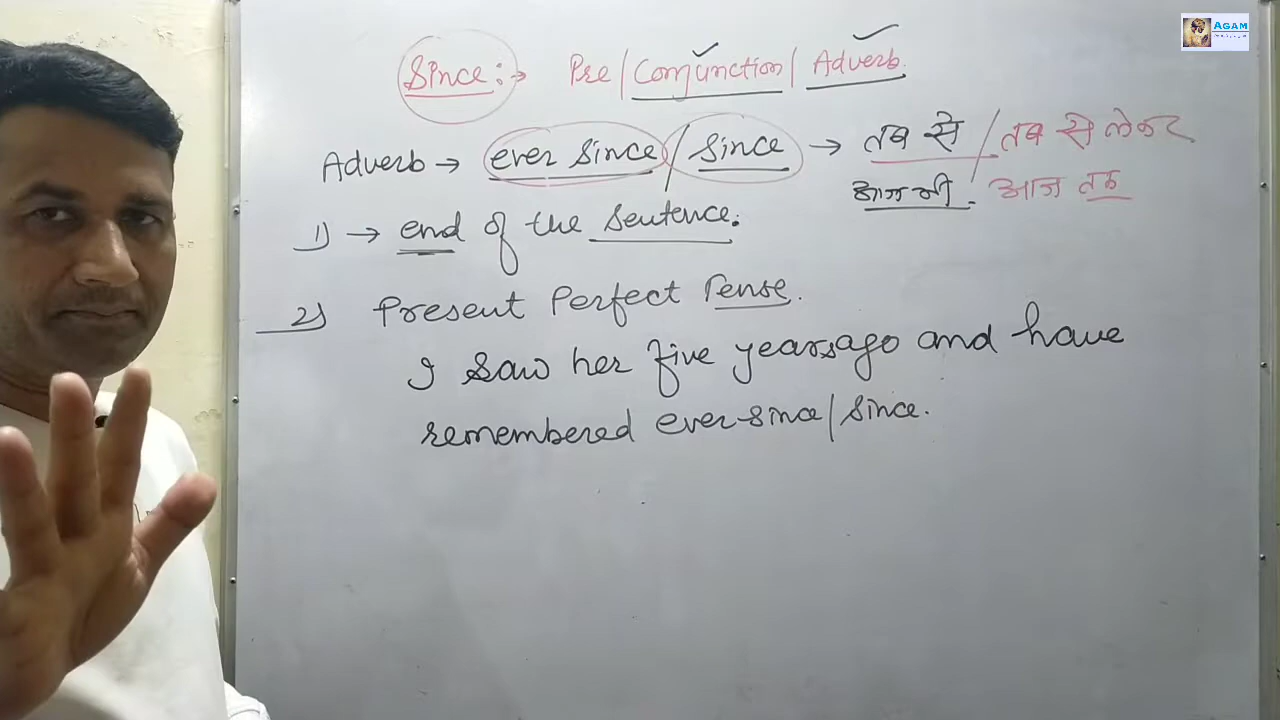 AGAM
Since :→ Pre / Conjunction / Adverb.
Adverb → ever since / since → तब से / तब से लेकर
आज भी. आज तक
1) → end of the sentence.
2) Present Perfect Tense.
I saw her five years ago and have
remembered ever since / since.